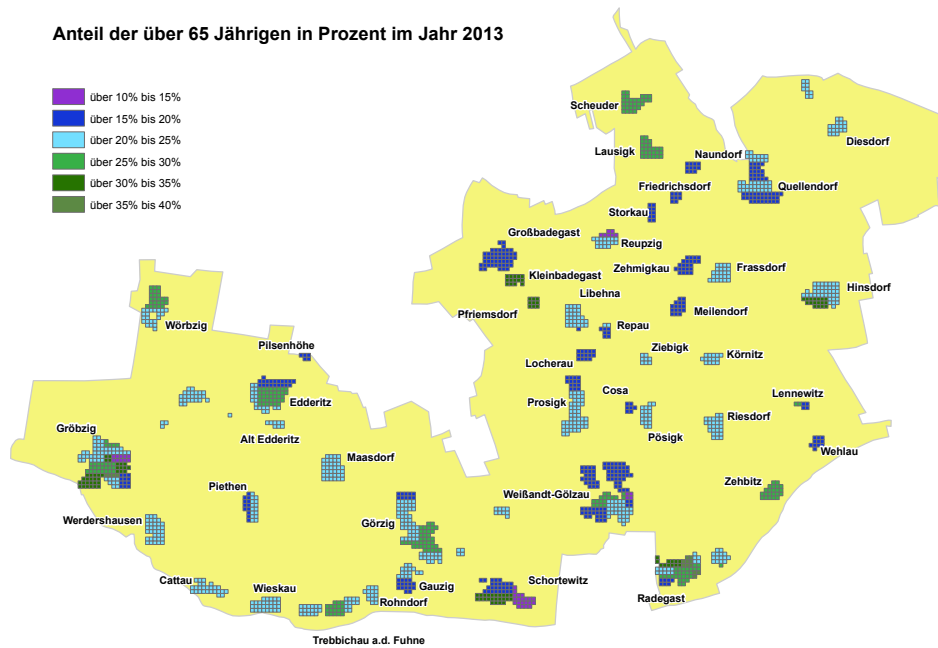 Anteil der über 65 Jährigen in Prozent im Jahr 2013
über 10% bis 15%
über 15% bis 20%
über 20% bis 25%
über 25% bis 30%
über 30% bis 35%
über 35% bis 40%
Scheuder
Diesdorf
Lausigk
Naundorf
Friedrichsdorf
Quellendorf
Storkau
Großbadegast
Reupzig
Zehmigkau
Frassdorf
Kleinbadegast
Hinsdorf
Libehna
Pfriemsdorf
Meilendorf
Wörbzig
Repau
Pilsenhöhe
Ziebigk
Körnitz
Locherau
Edderitz
Prosigk
Cosa
Lennewitz
Riesdorf
Gröbzig
Alt Edderitz
Pösigk
Wehlau
Maasdorf
Zehbitz
Piethen
Weißandt-Gölzau
Werdershausen
Görzig
Cattau
Wieskau
Gauzig
Schortewitz
Rohndorf
Radegast
Trebbichau a.d. Fuhne